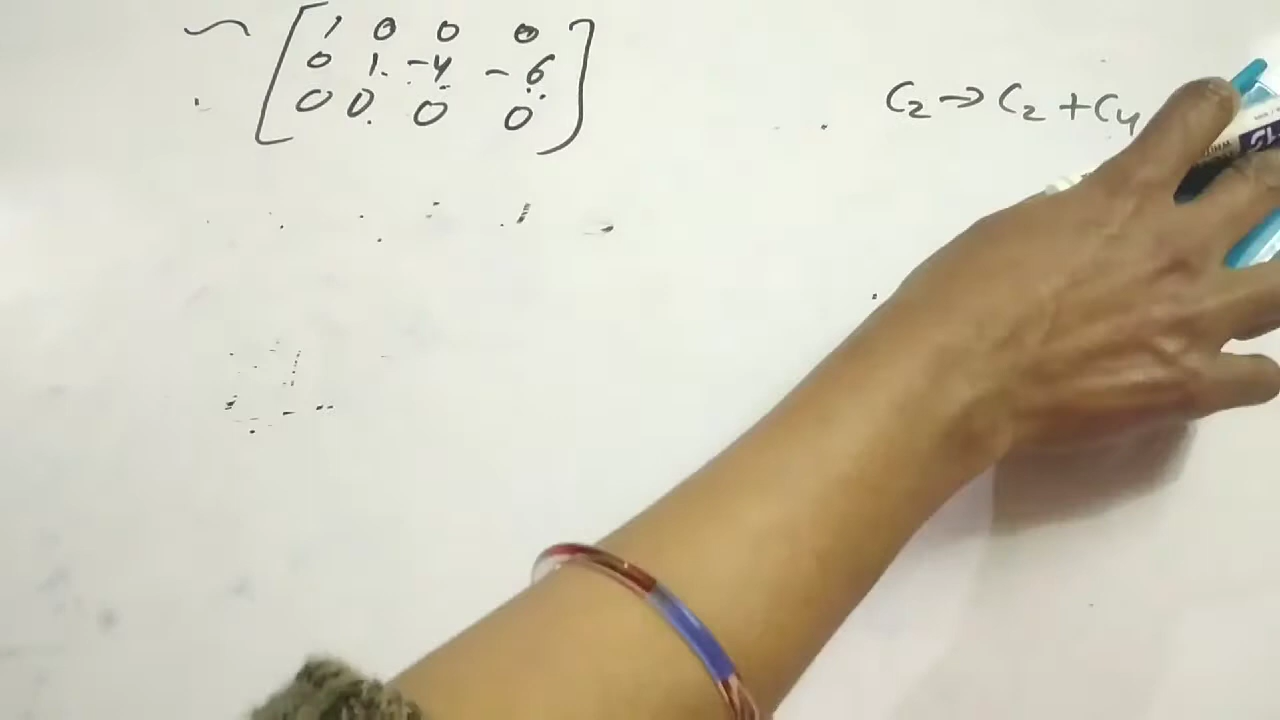 ~ [ 1 0 0 0
0 1 -4 -6
0 0 0 0 ]
C₂ → C₂ + C₄